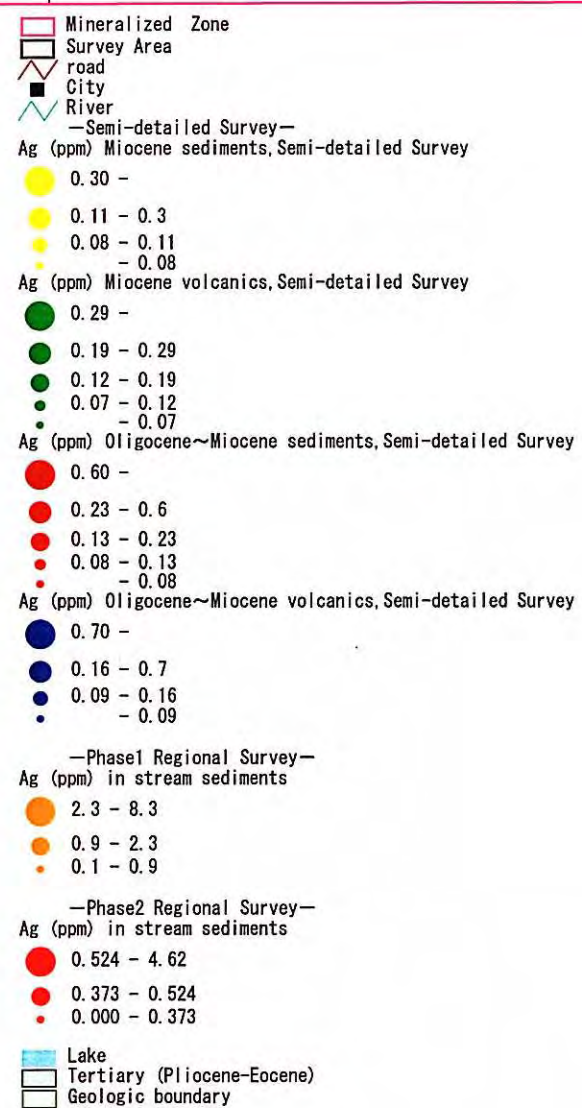 Mineralized Zone
Survey Area
road
City
River
—Semi-detailed Survey—
Ag (ppm) Miocene sediments, Semi-detailed Survey
0.30 -
0.11 - 0.3
0.08 - 0.11
- 0.08
Ag (ppm) Miocene volcanics, Semi-detailed Survey
0.29 -
0.19 - 0.29
0.12 - 0.19
0.07 - 0.12
- 0.07
Ag (ppm) Oligocene~Miocene sediments, Semi-detailed Survey
0.60 -
0.23 - 0.6
0.13 - 0.23
0.08 - 0.13
- 0.08
Ag (ppm) Oligocene~Miocene volcanics, Semi-detailed Survey
0.70 -
0.16 - 0.7
0.09 - 0.16
- 0.09
—Phase1 Regional Survey—
Ag (ppm) in stream sediments
2.3 - 8.3
0.9 - 2.3
0.1 - 0.9
—Phase2 Regional Survey—
Ag (ppm) in stream sediments
0.524 - 4.62
0.373 - 0.524
0.000 - 0.373
Lake
Tertiary (Pliocene-Eocene)
Geologic boundary